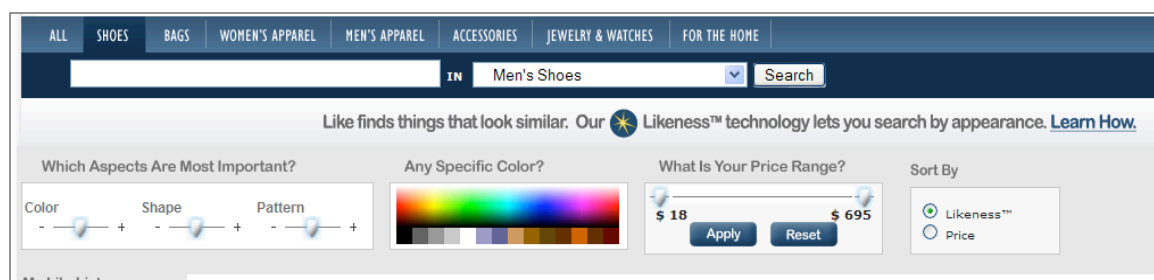 ALL SHOES BAGS WOMEN'S APPAREL MEN'S APPAREL ACCESSORIES JEWELRY & WATCHES FOR THE HOME
IN Men's Shoes Search
Like finds things that look similar. Our Likeness™ technology lets you search by appearance. Learn How.
Which Aspects Are Most Important? Any Specific Color? What Is Your Price Range? Sort By
Color Shape Pattern
- + - + - +
$ 18 $ 695
Apply Reset
Likeness™
Price